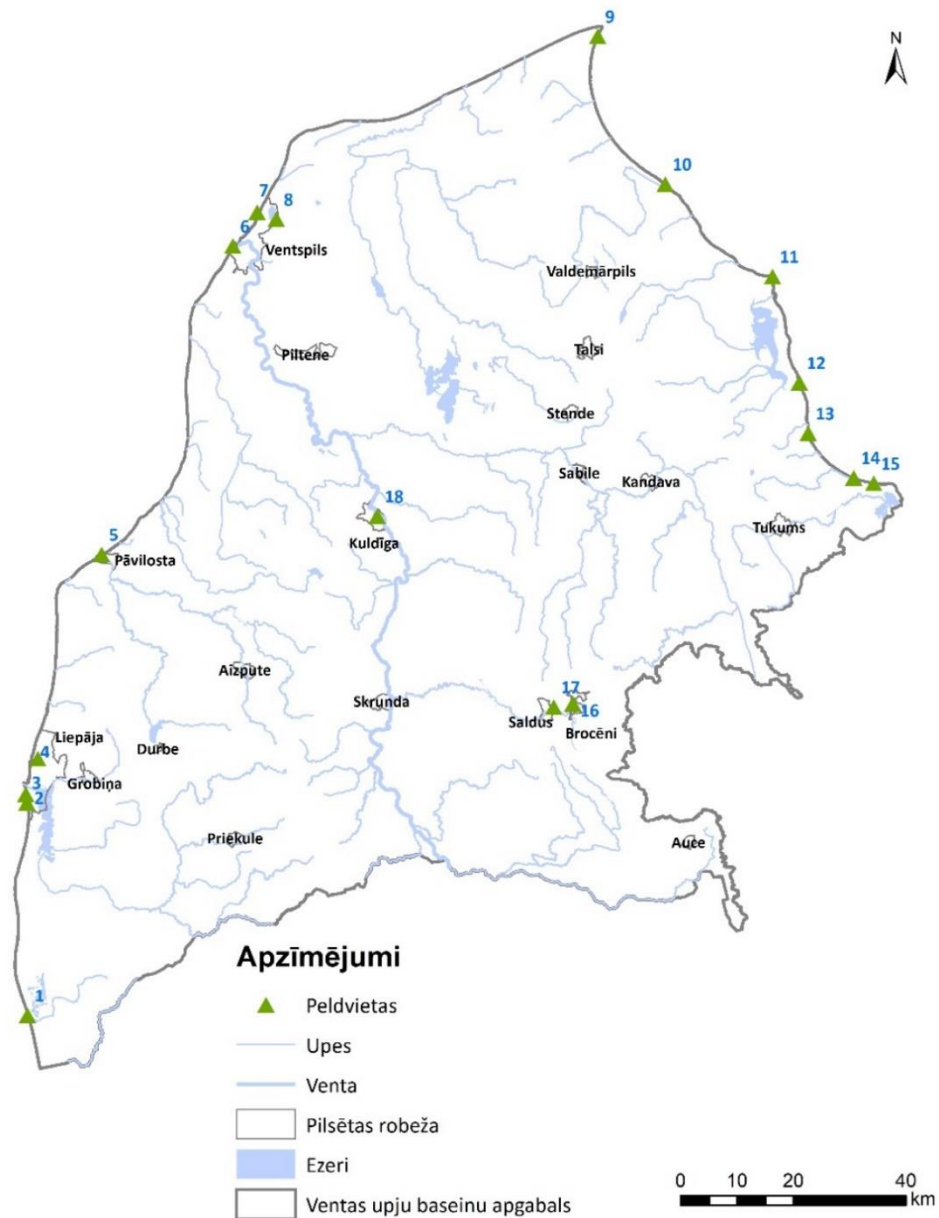 9
N
10
7
8
6
Ventspils
Valdemārpils
11
Piltene
Talsi
12
Stende
13
Sabile
Kandava
14 15
18
Kuldīga
Tukums
5
Pāvilosta
Aizpute
Skrunda
17
16
Saldus
Brocēni
Liepāja
4
Durbe
Grobiņa
3
2
Priekule
Auce
1
Apzīmējumi
Peldvietas
Upes
Venta
Pilsētas robeža
Ezeri
Ventas upju baseinu apgabals
0 10 20 40
km